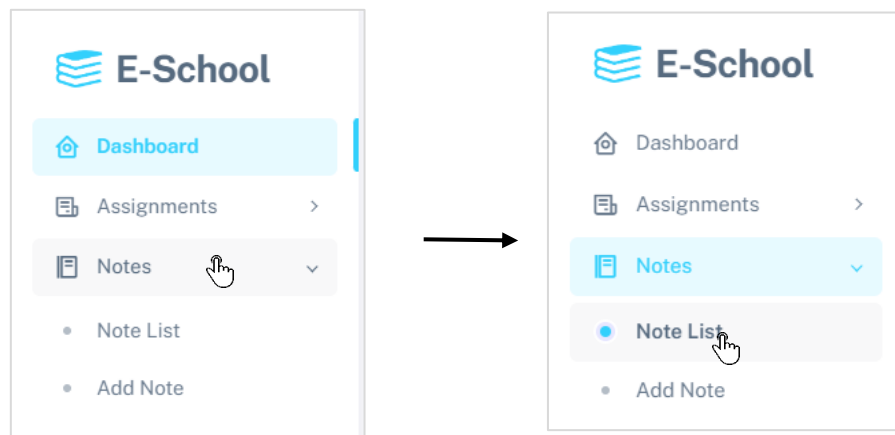 E-School
Dashboard
Assignments
Notes
Note List
Add Note
E-School
Dashboard
Assignments
Notes
Note List
Add Note